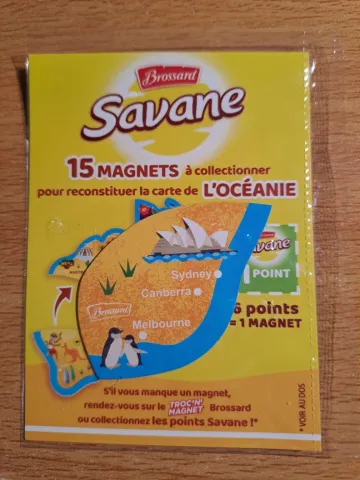 Brossard
Savane
15 MAGNETS à collectionner
pour reconstituer la carte de L'OCÉANIE
Savane
Sydney
POINT
Canberra
Brossard
6 points
Melbourne
= 1 MAGNET
S'il vous manque un magnet,
rendez-vous sur le TROC'N' MAGNET Brossard
ou collectionnez les points Savane !*
* VOIR AU DOS